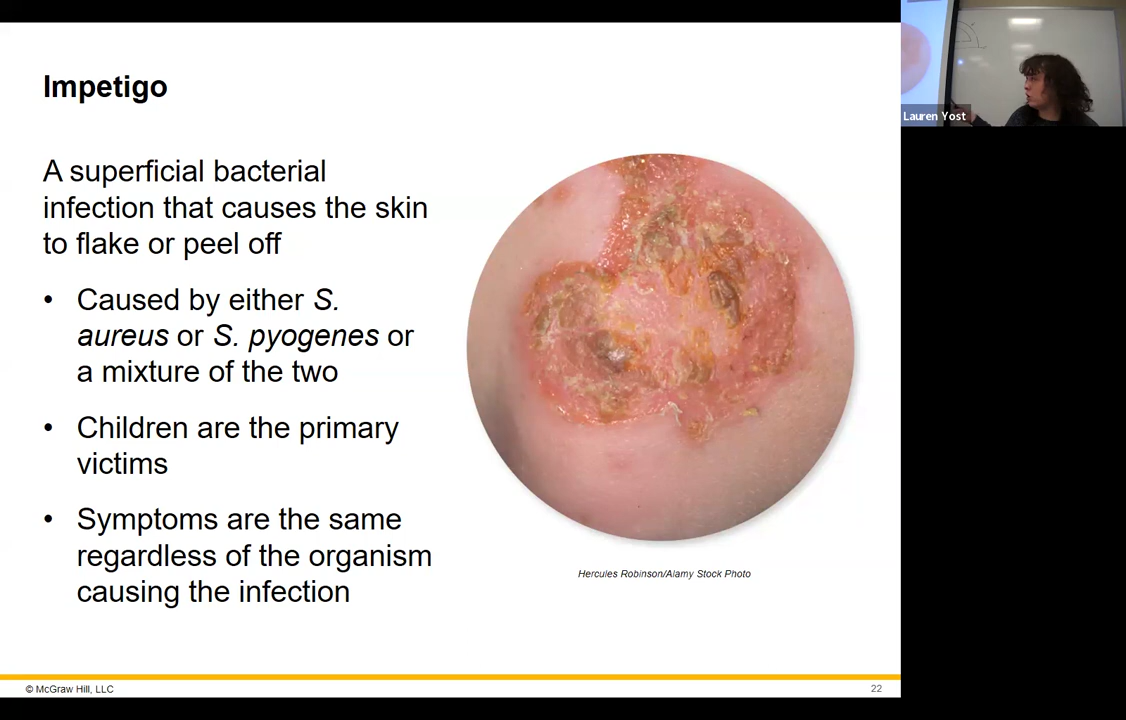 Impetigo
A superficial bacterial
infection that causes the skin
to flake or peel off
• Caused by either S.
aureus or S. pyogenes or
a mixture of the two
• Children are the primary
victims
• Symptoms are the same
regardless of the organism
causing the infection
Hercules Robinson/Alamy Stock Photo
© McGraw Hill, LLC
22
Lauren Yost